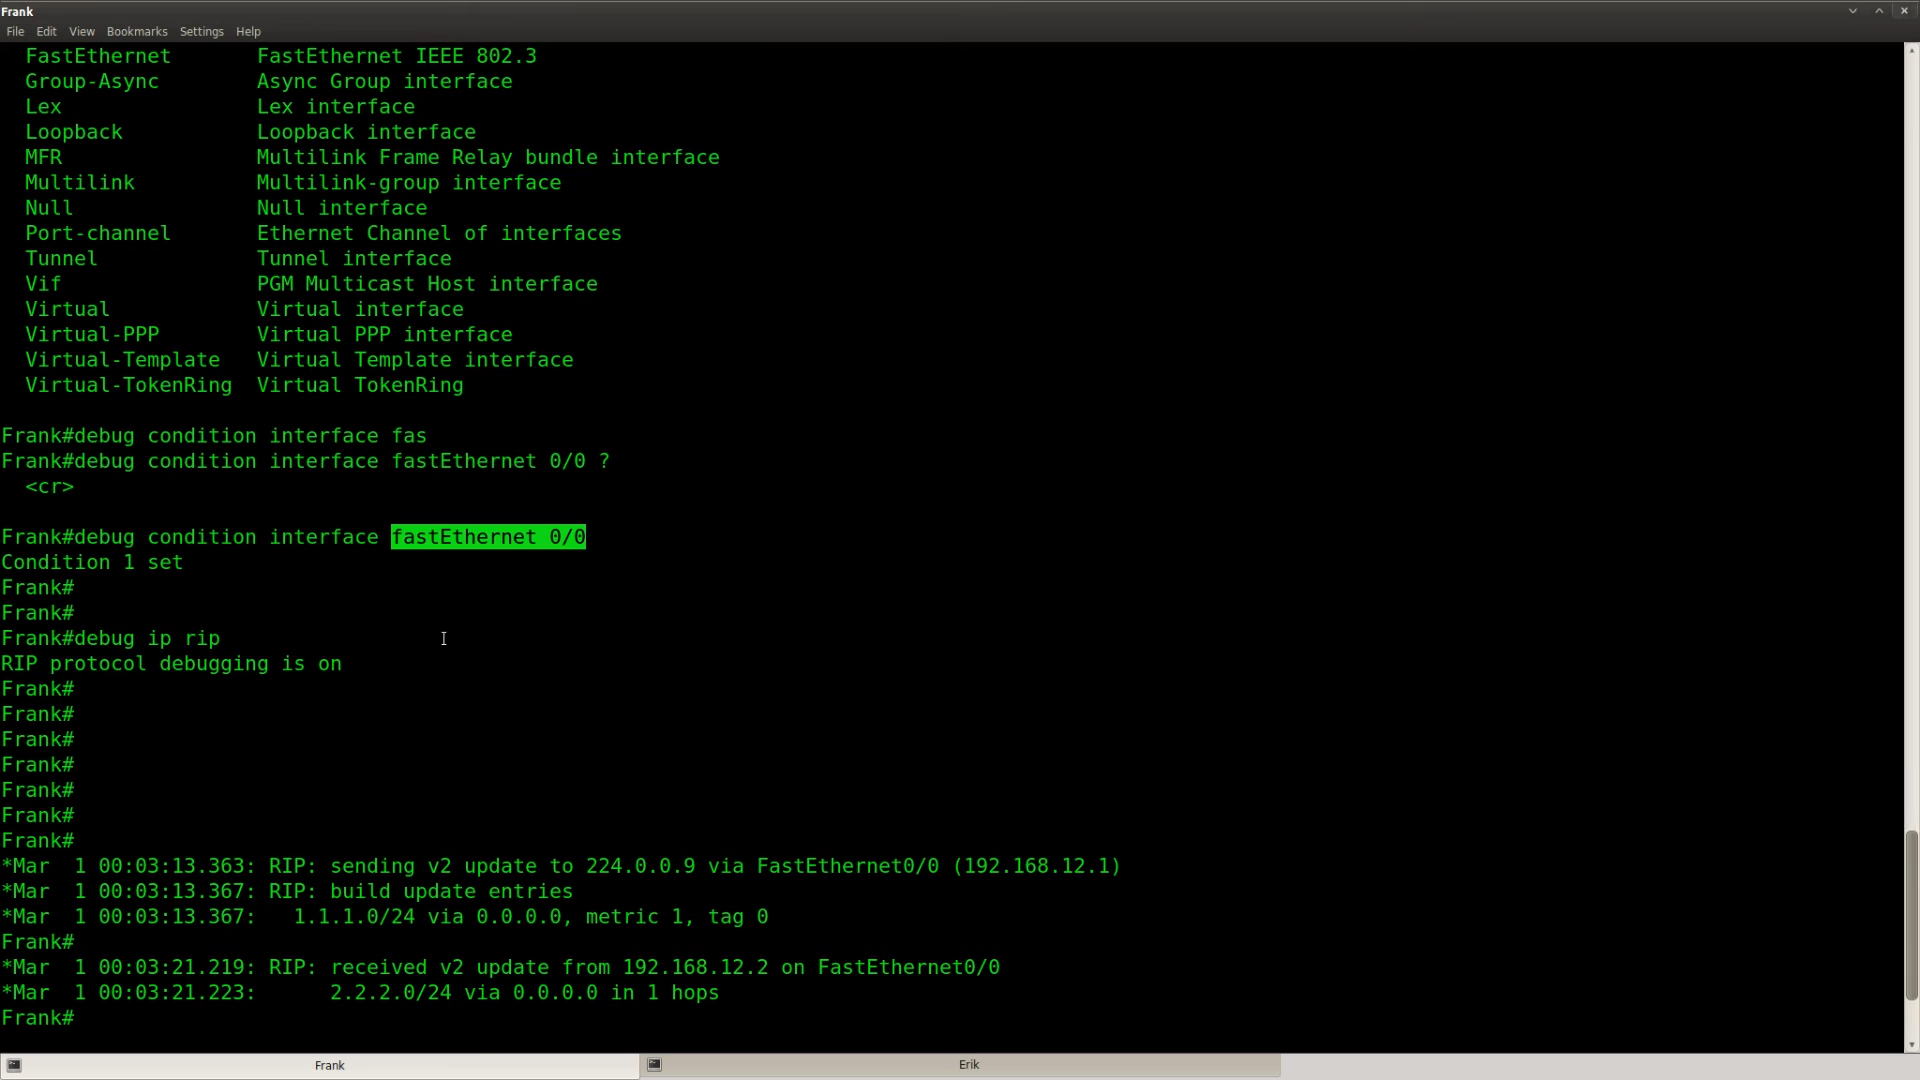 Frank
File Edit View Bookmarks Settings Help
FastEthernet FastEthernet IEEE 802.3
Group-Async Async Group interface
Lex Lex interface
Loopback Loopback interface
MFR Multilink Frame Relay bundle interface
Multilink Multilink-group interface
Null Null interface
Port-channel Ethernet Channel of interfaces
Tunnel Tunnel interface
Vif PGM Multicast Host interface
Virtual Virtual interface
Virtual-PPP Virtual PPP interface
Virtual-Template Virtual Template interface
Virtual-TokenRing Virtual TokenRing
Frank#debug condition interface fas
Frank#debug condition interface fastEthernet 0/0 ?
<cr>
Frank#debug condition interface fastEthernet 0/0
Condition 1 set
Frank#
Frank#
Frank#debug ip rip
RIP protocol debugging is on
Frank#
Frank#
Frank#
Frank#
Frank#
Frank#
Frank#
*Mar  1 00:03:13.363: RIP: sending v2 update to 224.0.0.9 via FastEthernet0/0 (192.168.12.1)
*Mar  1 00:03:13.367: RIP: build update entries
*Mar  1 00:03:13.367:   1.1.1.0/24 via 0.0.0.0, metric 1, tag 0
Frank#
*Mar  1 00:03:21.219: RIP: received v2 update from 192.168.12.2 on FastEthernet0/0
*Mar  1 00:03:21.223:      2.2.2.0/24 via 0.0.0.0 in 1 hops
Frank#
Frank Erik